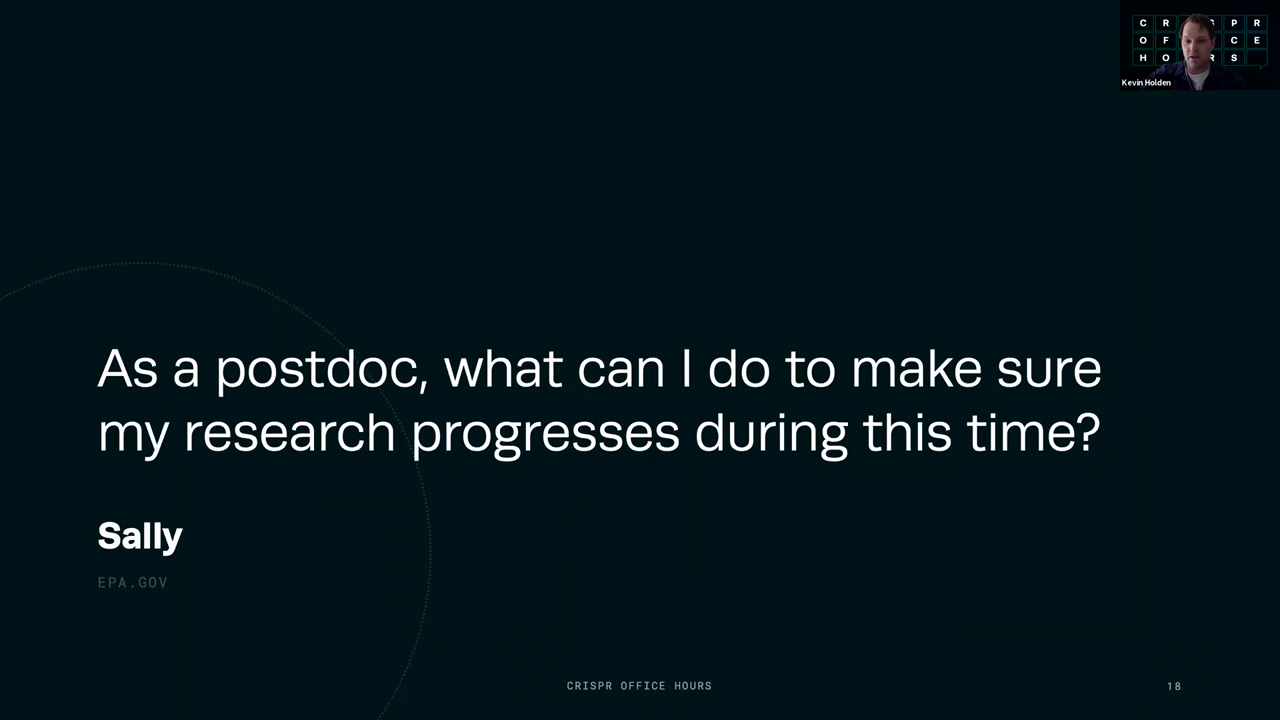 C R S P R
O F C E
H O R S
Kevin Holden
As a postdoc, what can I do to make sure
my research progresses during this time?
Sally
EPA.GOV
CRISPR OFFICE HOURS
18